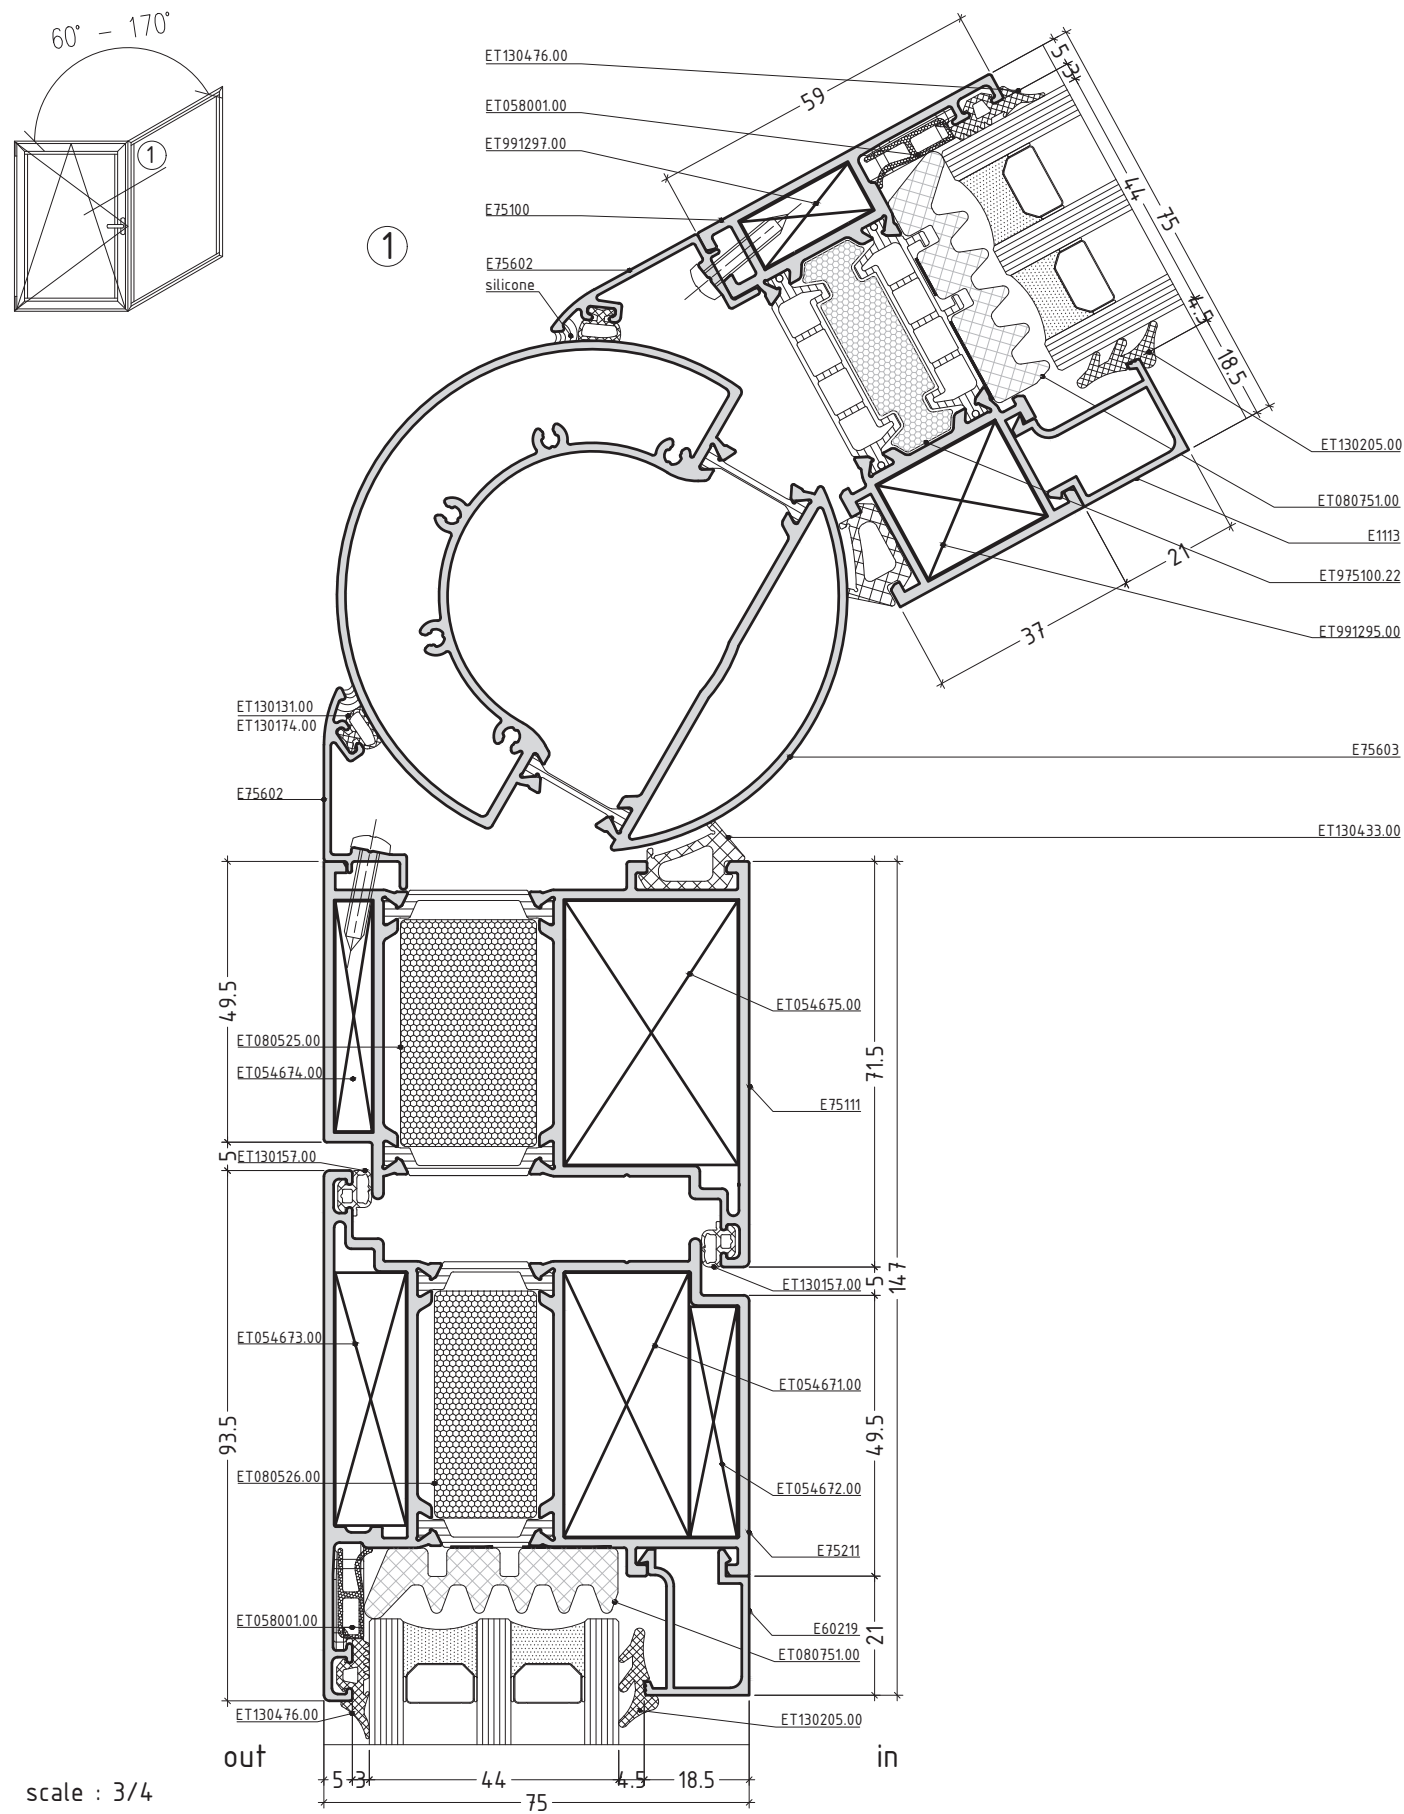 60° - 170°
1
1
ET130476.00
ET058001.00
ET991297.00
E75100
E75602
silicone
59
5
3
44
75
4.5
18.5
ET130205.00
ET080751.00
E1113
ET975100.22
ET991295.00
21
37
ET130131.00
ET130174.00
E75602
E75603
ET130433.00
49.5
ET080525.00
ET054674.00
ET054675.00
71.5
E75111
5
ET130157.00
ET130157.00
5
147
ET054673.00
ET054671.00
93.5
49.5
ET080526.00
ET054672.00
E75211
ET058001.00
E60219
21
ET080751.00
ET130476.00
ET130205.00
out
in
5
3
44
4.5
18.5
75
scale : 3/4